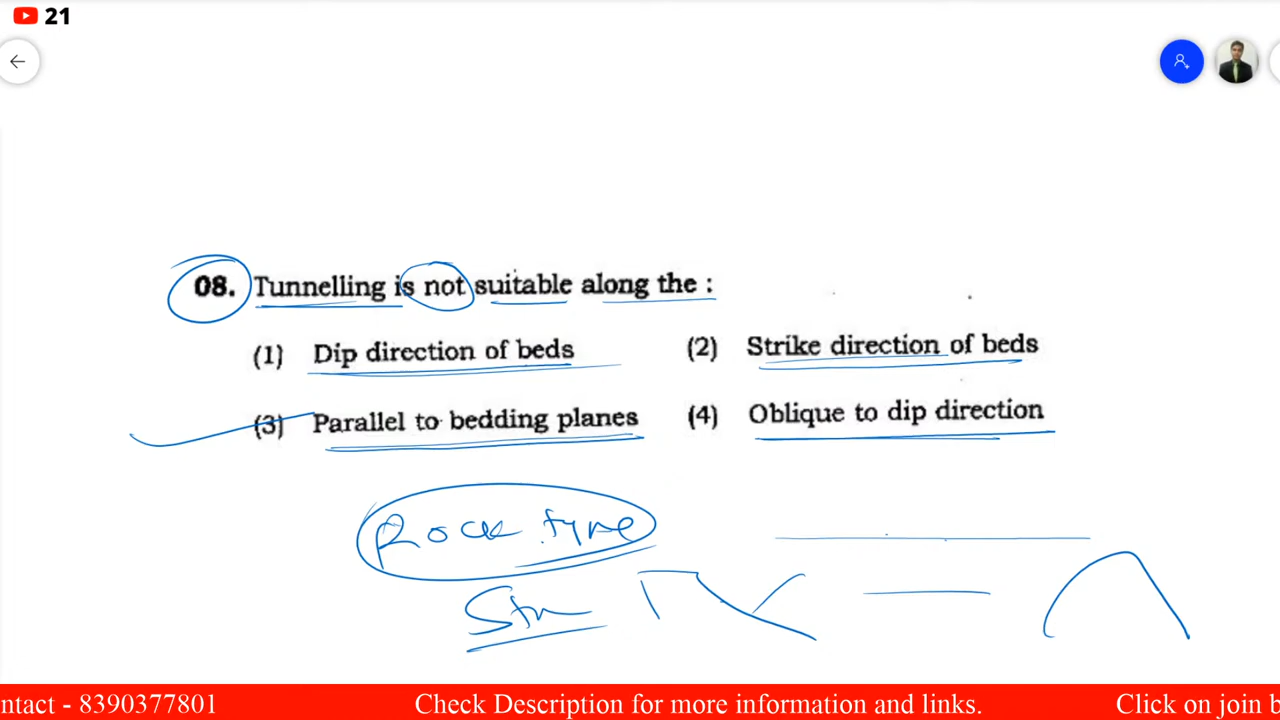 21
08. Tunnelling is not suitable along the :
(1) Dip direction of beds (2) Strike direction of beds
(3) Parallel to bedding planes (4) Oblique to dip direction
Rock type
Str
ntact - 8390377801 Check Description for more information and links. Click on join b